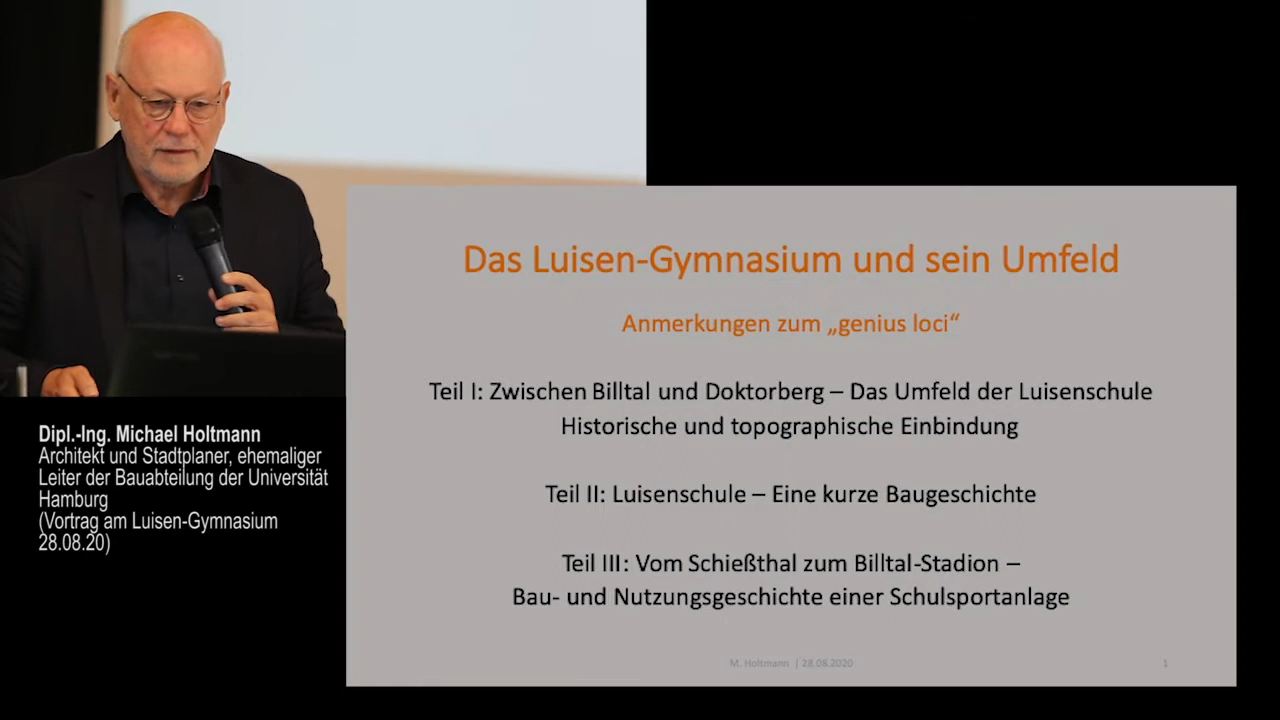 Das Luisen-Gymnasium und sein Umfeld
Anmerkungen zum „genius loci“
Teil I: Zwischen Billtal und Doktorberg – Das Umfeld der Luisenschule
Historische und topographische Einbindung
Teil II: Luisenschule – Eine kurze Baugeschichte
Teil III: Vom Schießthal zum Billtal-Stadion –
Bau- und Nutzungsgeschichte einer Schulsportanlage
M. Holtmann | 28.08.2020
1
Dipl.-Ing. Michael Holtmann
Architekt und Stadtplaner, ehemaliger
Leiter der Bauabteilung der Universität
Hamburg
(Vortrag am Luisen-Gymnasium
28.08.20)